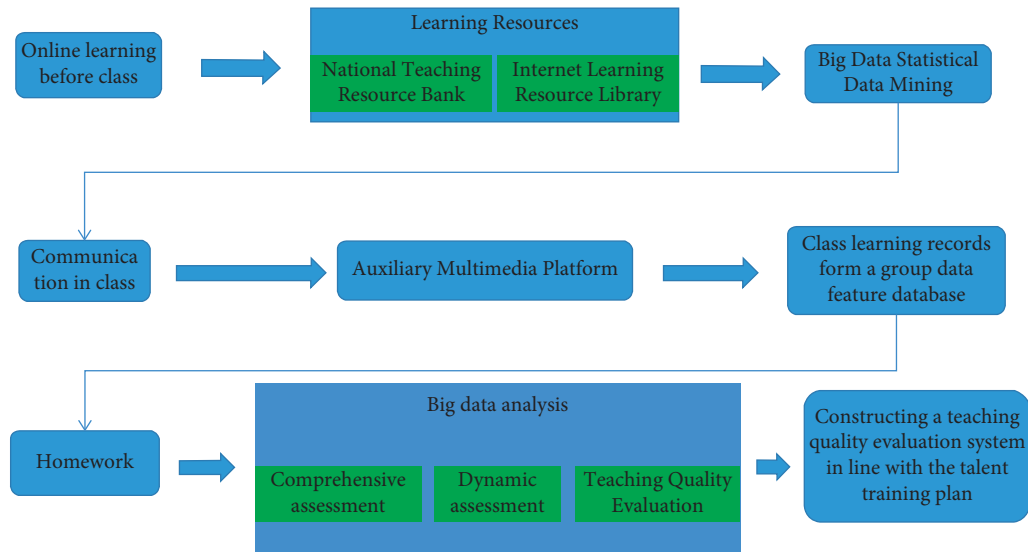 Online learning
before class
Learning Resources
National Teaching
Resource Bank
Internet Learning
Resource Library
Big Data Statistical
Data Mining
Communica
tion in class
Auxiliary Multimedia Platform
Class learning records
form a group data
feature database
Homework
Big data analysis
Comprehensive
assessment
Dynamic
assessment
Teaching Quality
Evaluation
Constructing a teaching
quality evaluation system
in line with the talent
training plan